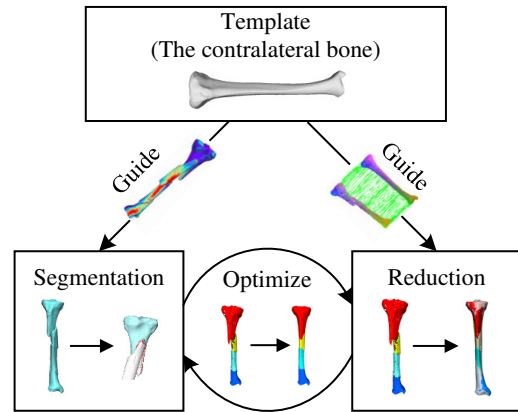 Template
(The contralateral bone)
Guide
Guide
Segmentation
Optimize
Reduction